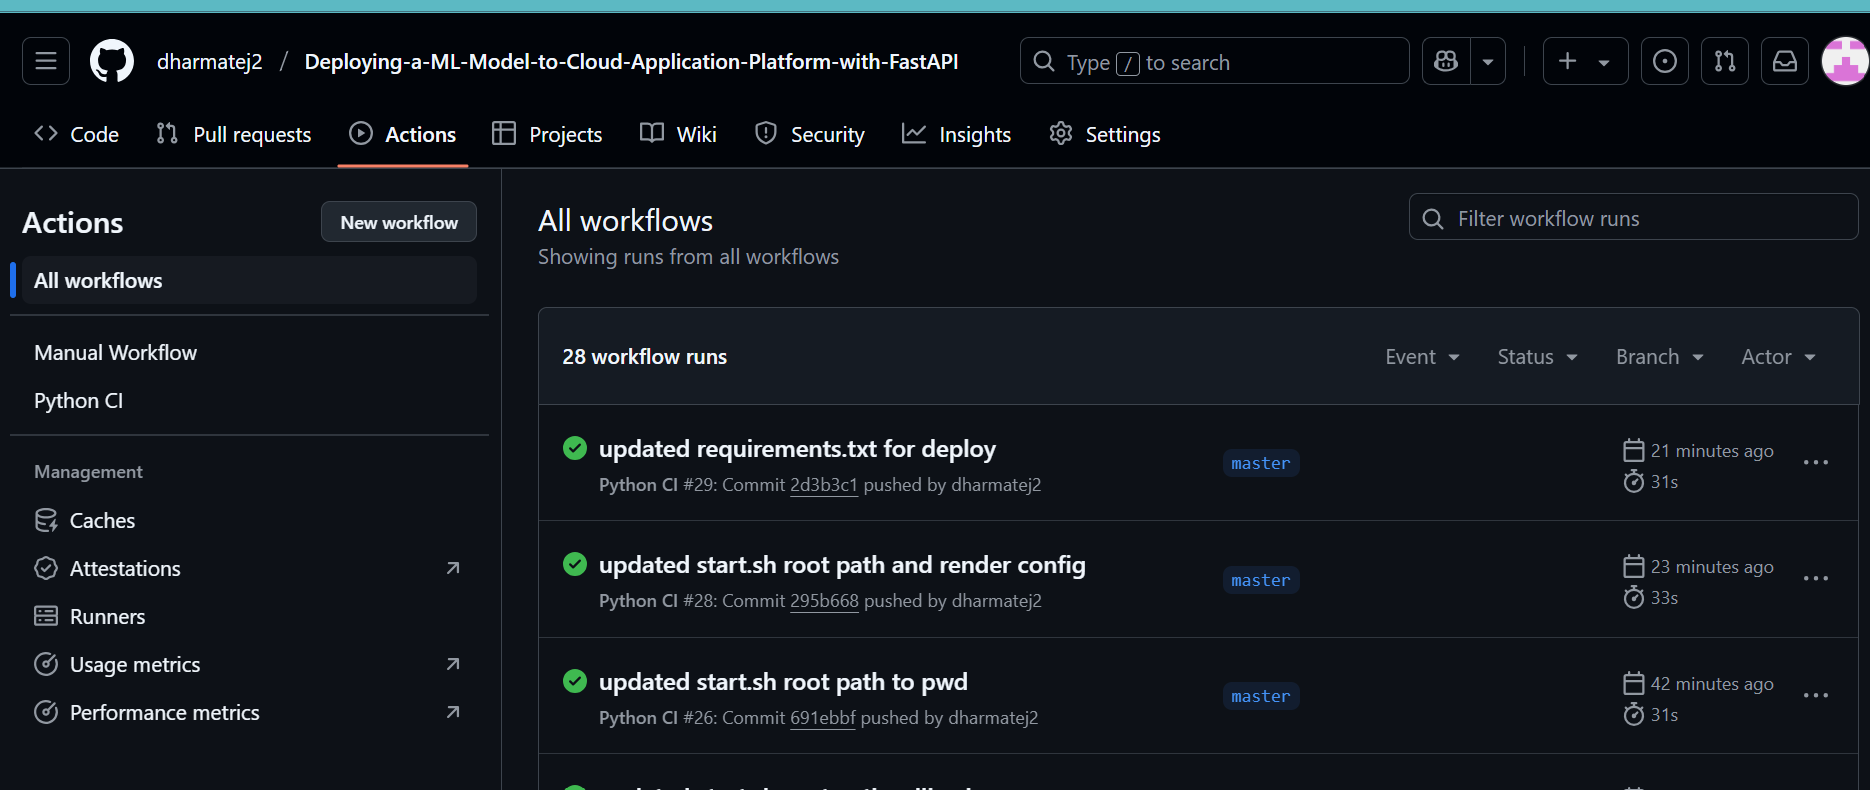 dharmatej2 / Deploying-a-ML-Model-to-Cloud-Application-Platform-with-FastAPI
Type / to search
Code
Pull requests
Actions
Projects
Wiki
Security
Insights
Settings
Actions
New workflow
All workflows
Manual Workflow
Python CI
Management
Caches
Attestations
Runners
Usage metrics
Performance metrics
All workflows
Showing runs from all workflows
Filter workflow runs
28 workflow runs
Event
Status
Branch
Actor
updated requirements.txt for deploy
Python CI #29: Commit 2d3b3c1 pushed by dharmatej2
master
21 minutes ago
31s
updated start.sh root path and render config
Python CI #28: Commit 295b668 pushed by dharmatej2
master
23 minutes ago
33s
updated start.sh root path to pwd
Python CI #26: Commit 691ebbf pushed by dharmatej2
master
42 minutes ago
31s